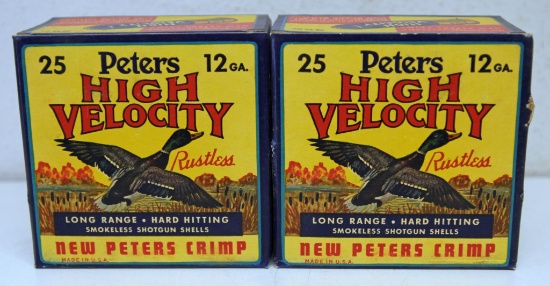 25 Peters 12 GA.
HIGH
VELOCITY
Rustless
LONG RANGE • HARD HITTING
SMOKELESS SHOTGUN SHELLS
NEW PETERS CRIMP
MADE IN U.S.A.
25 Peters 12 GA.
HIGH
VELOCITY
Rustless
LONG RANGE • HARD HITTING
SMOKELESS SHOTGUN SHELLS
NEW PETERS CRIMP
MADE IN U.S.A.